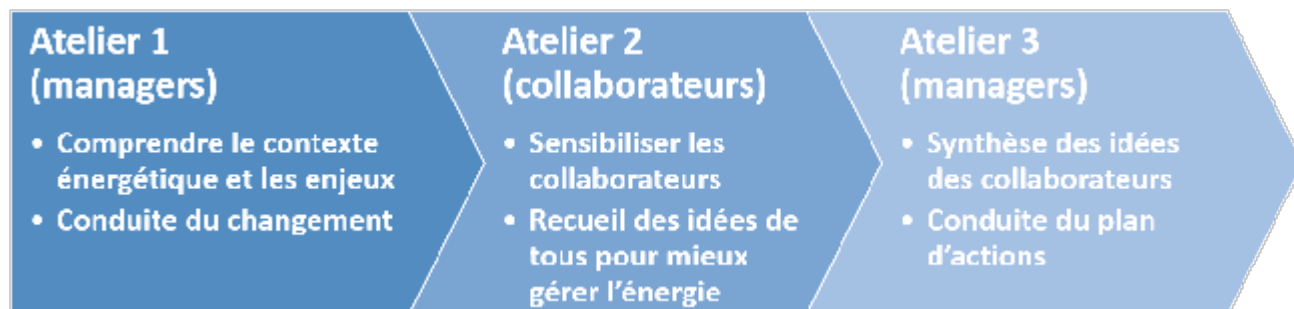 Atelier 1
(managers)
• Comprendre le contexte
énergétique et les enjeux
• Conduite du changement
Atelier 2
(collaborateurs)
• Sensibiliser les
collaborateurs
• Recueil des idées de
tous pour mieux
gérer l'énergie
Atelier 3
(managers)
• Synthèse des idées
des collaborateurs
• Conduite du plan
d'actions